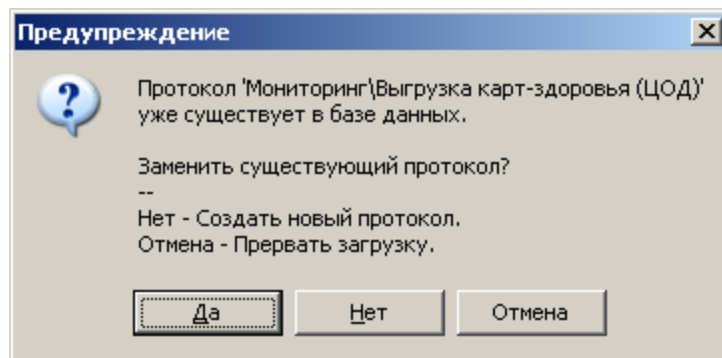 Предупреждение
Протокол 'Мониторинг\Выгрузка карт-здоровья (ЦОД)'
уже существует в базе данных.
Заменить существующий протокол?
--
Нет - Создать новый протокол.
Отмена - Прервать загрузку.
Да
Нет
Отмена